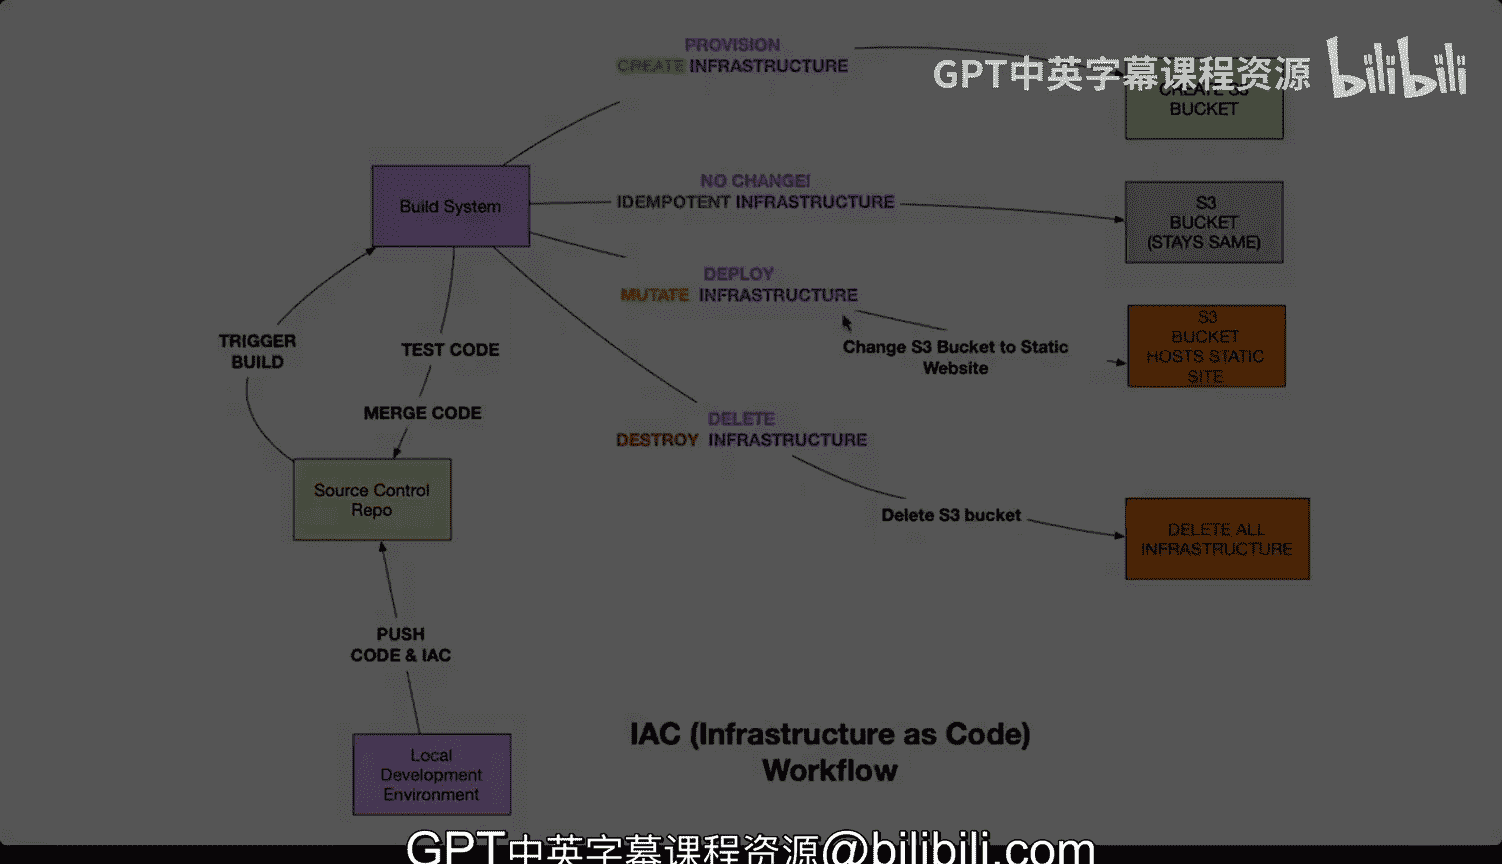 PROVISION
CREATE INFRASTRUCTURE
GPT中英字幕课程资源 bilibili
CREATE S3
BUCKET
Build System
NO CHANGE!
IDEMPOTENT INFRASTRUCTURE
S3
BUCKET
(STAYS SAME)
DEPLOY
MUTATE INFRASTRUCTURE
Change S3 Bucket to Static
Website
S3
BUCKET
HOSTS STATIC
SITE
TRIGGER
BUILD
TEST CODE
MERGE CODE
DELETE
DESTROY INFRASTRUCTURE
Delete S3 bucket
DELETE ALL
INFRASTRUCTURE
Source Control
Repo
PUSH
CODE & IAC
Local
Development
Environment
IAC (Infrastructure as Code)
Workflow
GPT中英字幕课程资源@bilibili.com